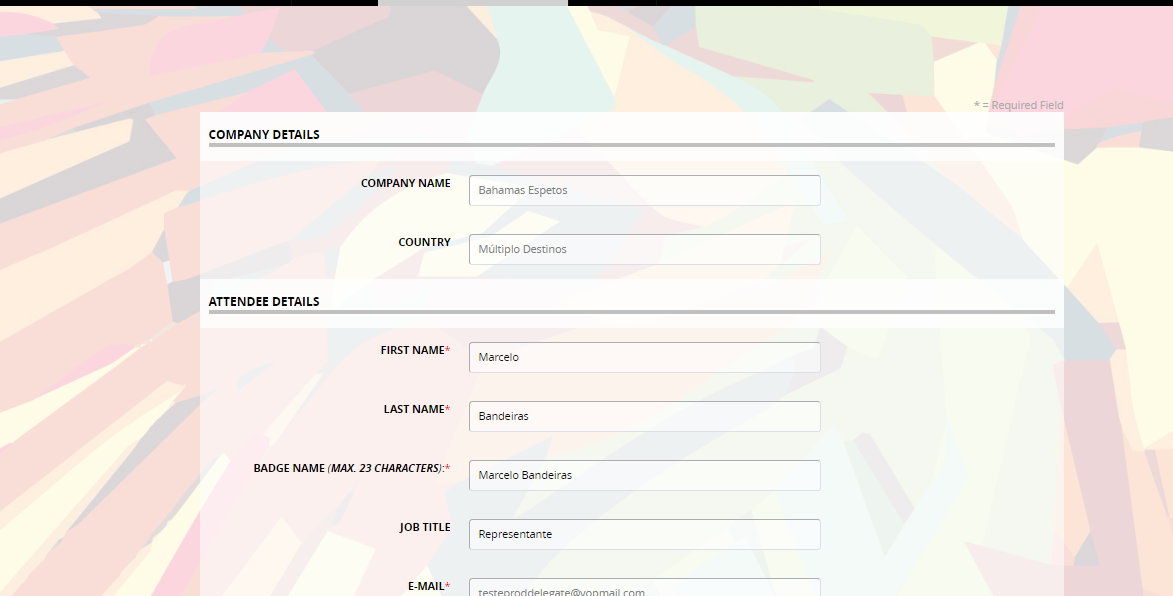 * = Required Field
COMPANY DETAILS
COMPANY NAME Bahamas Espetos
COUNTRY Múltiplo Destinos
ATTENDEE DETAILS
FIRST NAME* Marcelo
LAST NAME* Bandeiras
BADGE NAME (MAX. 23 CHARACTERS):* Marcelo Bandeiras
JOB TITLE Representante
E-MAIL* testeproddelegate@yopmail.com